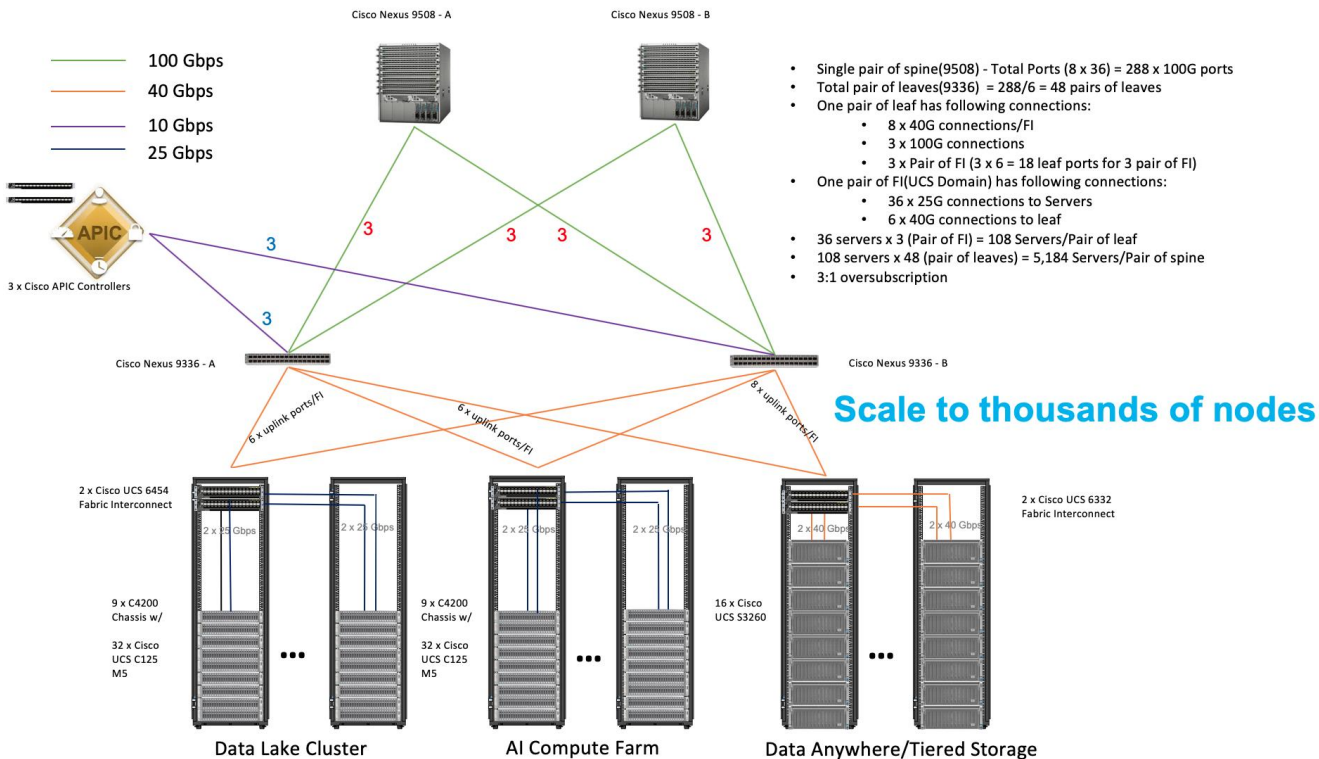 Cisco Nexus 9508 - A
Cisco Nexus 9508 - B
100 Gbps
40 Gbps
10 Gbps
25 Gbps
• Single pair of spine(9508) - Total Ports (8 x 36) = 288 x 100G ports
• Total pair of leaves(9336) = 288/6 = 48 pairs of leaves
• One pair of leaf has following connections:
• 8 x 40G connections/FI
• 3 x 100G connections
• 3 x Pair of FI (3 x 6 = 18 leaf ports for 3 pair of FI)
• One pair of FI(UCS Domain) has following connections:
• 36 x 25G connections to Servers
• 6 x 40G connections to leaf
• 36 servers x 3 (Pair of FI) = 108 Servers/Pair of leaf
• 108 servers x 48 (pair of leaves) = 5,184 Servers/Pair of spine
• 3:1 oversubscription
APIC
3 x Cisco APIC Controllers
3
3
3
3
3
3
Cisco Nexus 9336 - A
Cisco Nexus 9336 - B
6 x uplink ports/FI
6 x uplink ports/FI
8 x uplink ports/FI
Scale to thousands of nodes
2 x Cisco UCS 6454
Fabric Interconnect
2 x 25 Gbps
2 x 25 Gbps
2 x 25 Gbps
2 x 25 Gbps
2 x 40 Gbps
2 x 40 Gbps
2 x Cisco UCS 6332
Fabric Interconnect
9 x C4200
Chassis w/
32 x Cisco
UCS C125
M5
9 x C4200
Chassis w/
32 x Cisco
UCS C125
M5
16 x Cisco
UCS S3260
•••
•••
•••
Data Lake Cluster
AI Compute Farm
Data Anywhere/Tiered Storage